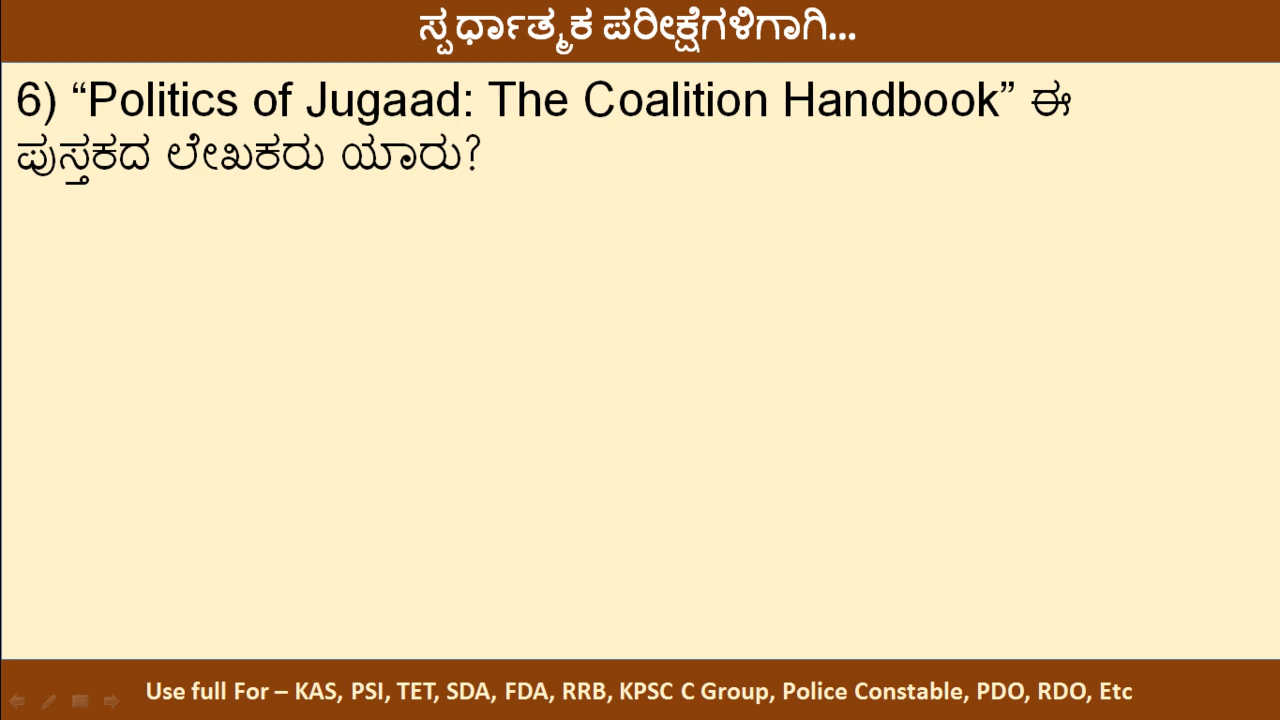 ಸ್ಪರ್ಧಾತ್ಮಕ ಪರೀಕ್ಷೆಗಳಿಗಾಗಿ...
6) “Politics of Jugaad: The Coalition Handbook” ಈ
ಪುಸ್ತಕದ ಲೇಖಕರು ಯಾರು?
Use full For – KAS, PSI, TET, SDA, FDA, RRB, KPSC C Group, Police Constable, PDO, RDO, Etc